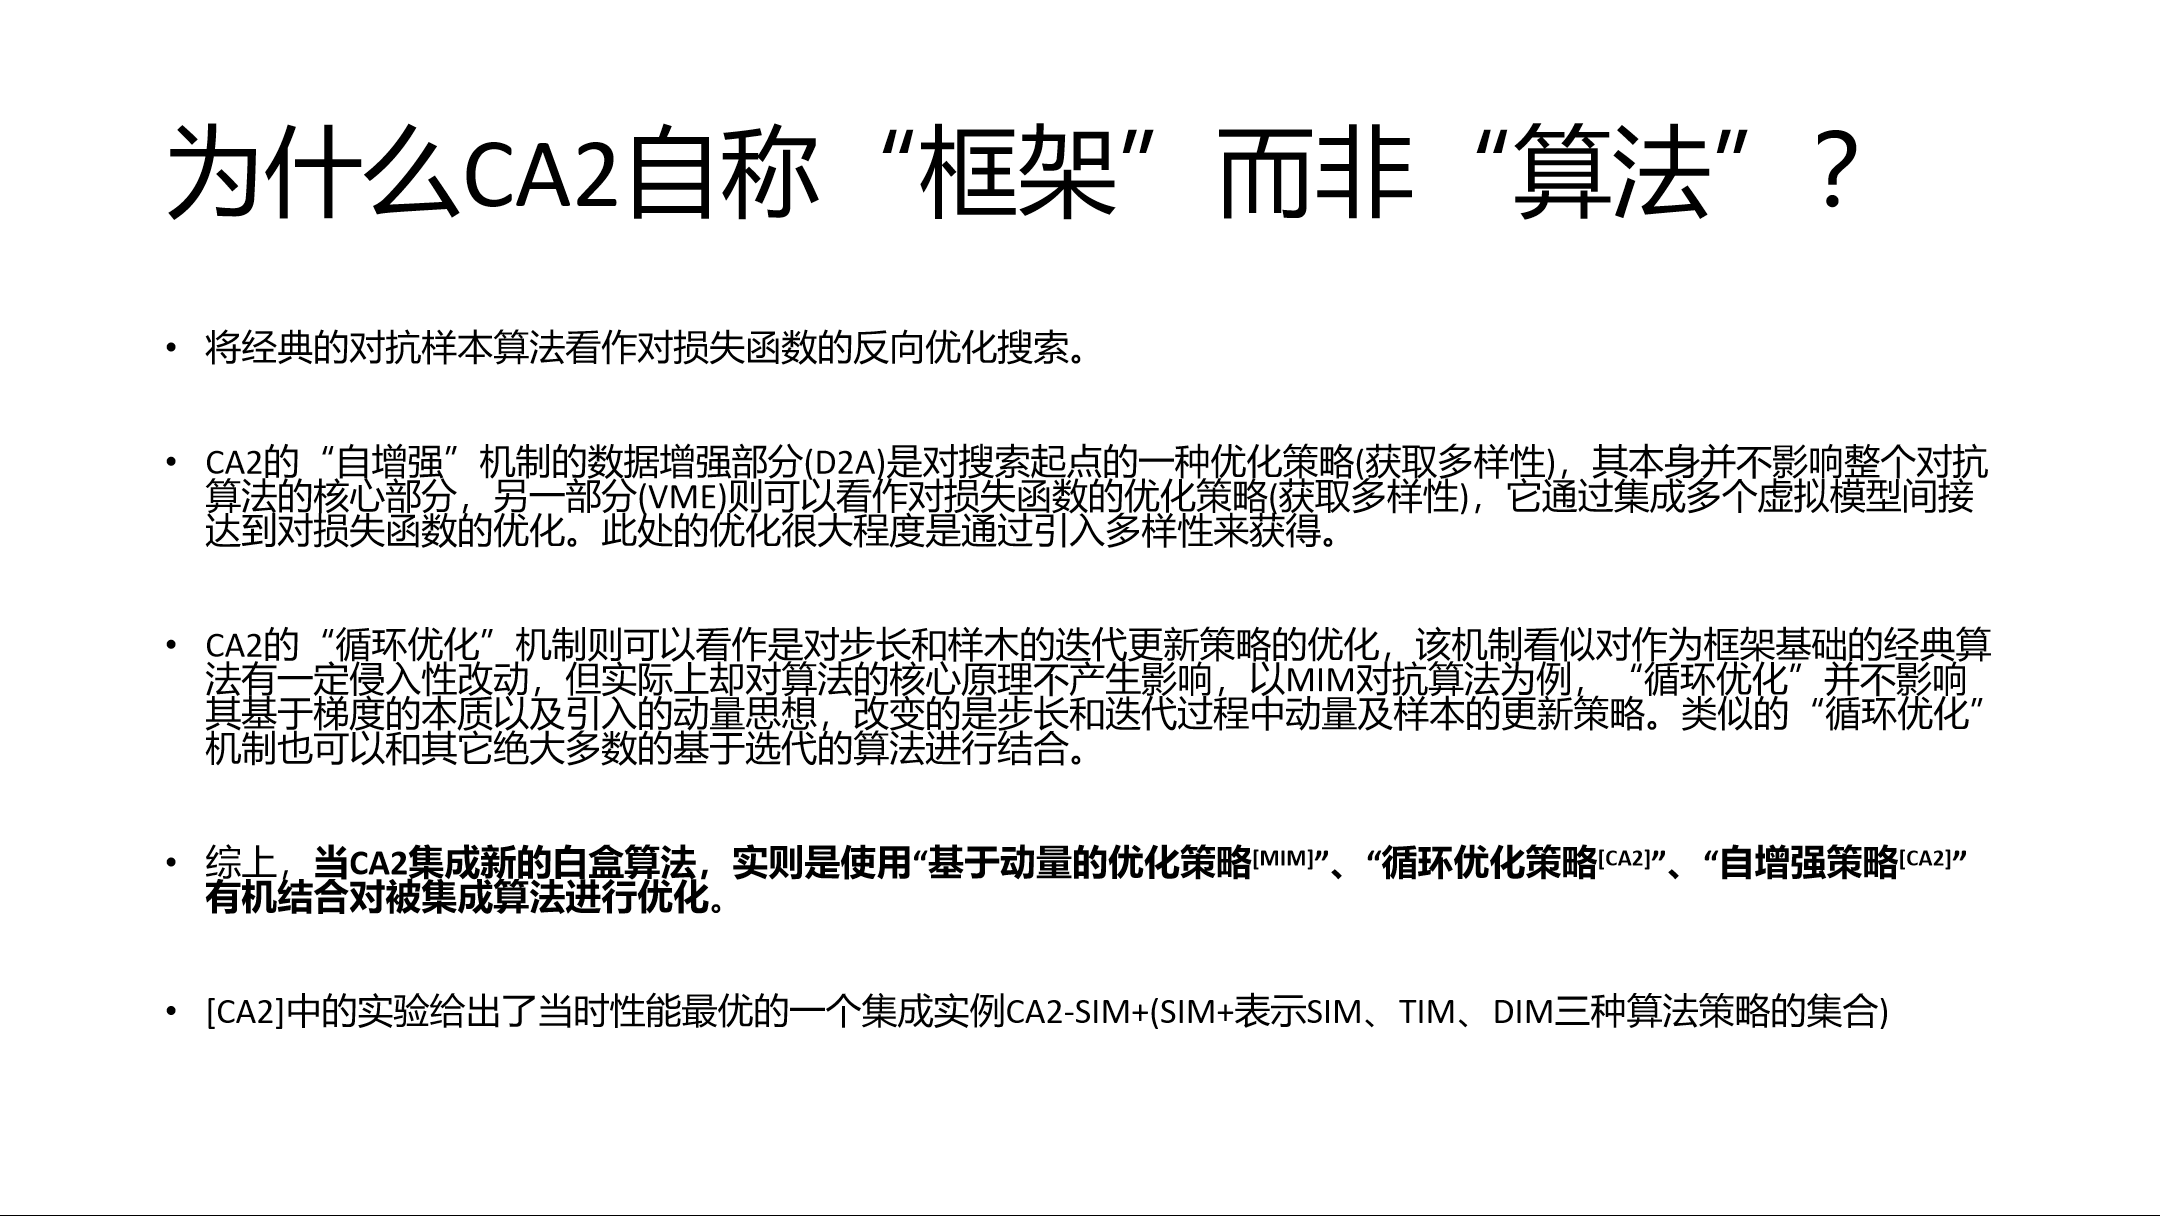 为什么CA2自称“框架”而非“算法”？
• 将经典的对抗样本算法看作对损失函数的反向优化搜索。
• CA2的“自增强”机制的数据增强部分(D2A)是对搜索起点的一种优化策略(获取多样性)，其本身并不影响整个对抗
算法的核心部分，另一部分(VME)则可以看作对损失函数的优化策略(获取多样性)，它通过集成多个虚拟模型间接
达到对损失函数的优化。此处的优化很大程度是通过引入多样性来获得。
• CA2的“循环优化”机制则可以看作是对步长和样木的迭代更新策略的优化，该机制看似对作为框架基础的经典算
法有一定侵入性改动，但实际上却对算法的核心原理不产生影响，以MIM对抗算法为例，“循环优化”并不影响
其基于梯度的本质以及引入的动量思想，改变的是步长和迭代过程中动量及样本的更新策略。类似的“循环优化”
机制也可以和其它绝大多数的基于选代的算法进行结合。
• 综上，当CA2集成新的白盒算法，实则是使用“基于动量的优化策略[MIM]”、“循环优化策略[CA2]”、“自增强策略[CA2]”
有机结合对被集成算法进行优化。
• [CA2]中的实验给出了当时性能最优的一个集成实例CA2-SIM+(SIM+表示SIM、TIM、DIM三种算法策略的集合)